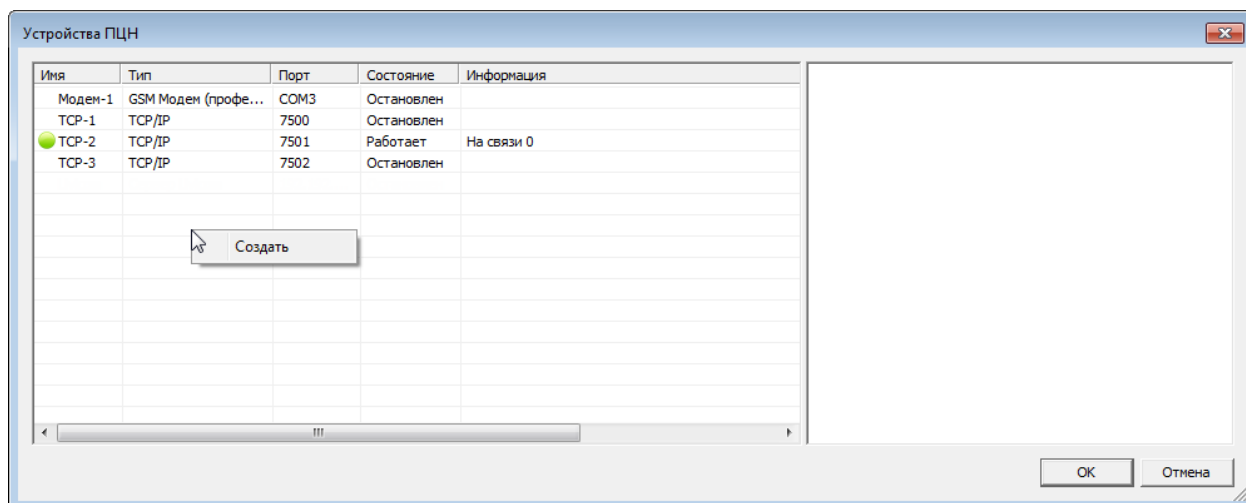 Устройства ПЦН
Имя Тип Порт Состояние Информация
Модем-1 GSM Модем (профе... COM3 Остановлен
TCP-1 TCP/IP 7500 Остановлен
TCP-2 TCP/IP 7501 Работает На связи 0
TCP-3 TCP/IP 7502 Остановлен
Создать
OK Отмена